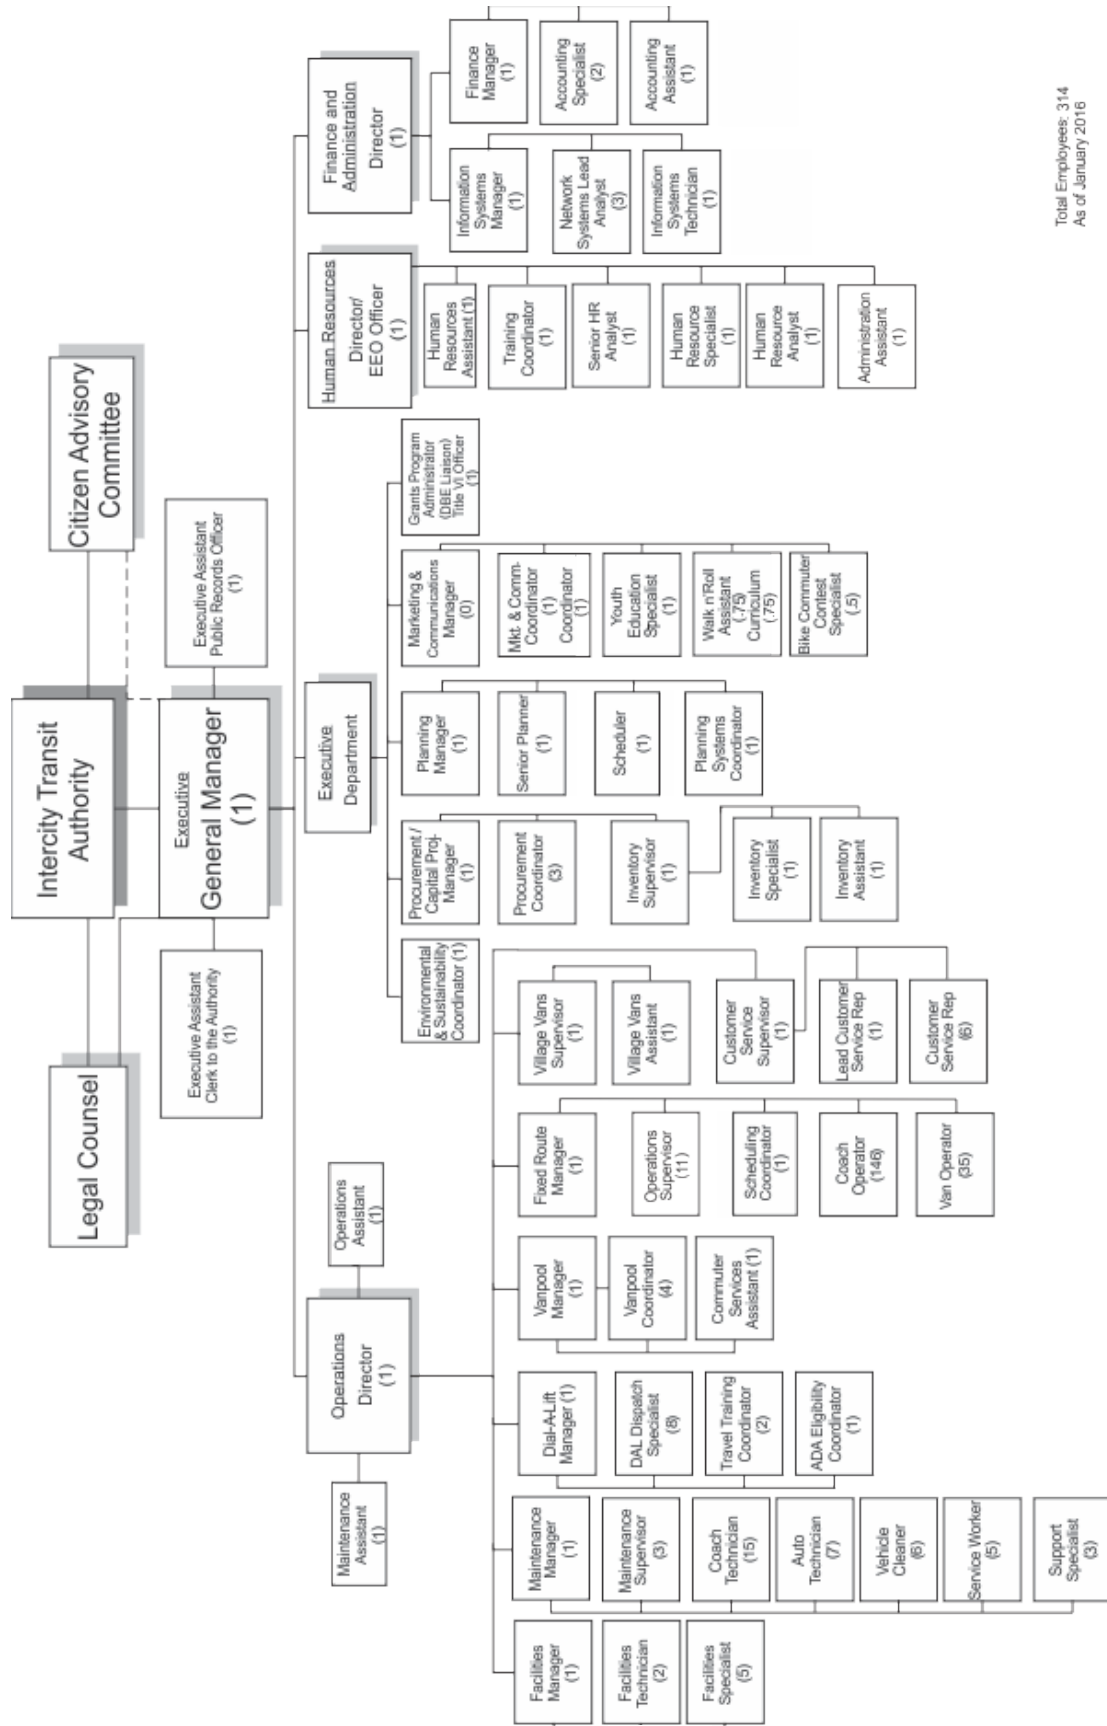 Intercity Transit
Authority
Legal Counsel
Citizen Advisory
Committee
Executive
General Manager
(1)
Executive Assistant
Clerk to the Authority
(1)
Executive Assistant
Public Records Officer
(1)
Maintenance
Assistant
(1)
Operations
Director
(1)
Operations
Assistant
(1)
Executive
Department
Human Resources
Director/
EEO Officer
(1)
Finance and
Administration
Director
(1)
Facilities
Manager
(1)
Facilities
Technician
(2)
Facilities
Specialist
(5)
Maintenance
Manager
(1)
Maintenance
Supervisor
(3)
Coach
Technician
(15)
Auto
Technician
(7)
Vehicle
Cleaner
(6)
Service Worker
(5)
Support
Specialist
(3)
Dial-A-Lift
Manager (1)
DAL Dispatch
Specialist
(8)
Travel Training
Coordinator
(2)
ADA Eligibility
Coordinator
(1)
Vanpool
Manager
(1)
Vanpool
Coordinator
(4)
Commuter
Services
Assistant (1)
Fixed Route
Manager
(1)
Operations
Supervisor
(11)
Scheduling
Coordinator
(1)
Coach
Operator
(146)
Van Operator
(35)
Village Vans
Supervisor
(1)
Village Vans
Assistant
(1)
Customer
Service
Supervisor
(1)
Lead Customer
Service Rep
(1)
Customer
Service Rep
(6)
Environmental
& Sustainability
Coordinator (1)
Procurement /
Capital Proj-
Manager
(1)
Procurement
Coordinator
(3)
Inventory
Supervisor
(1)
Inventory
Specialist
(1)
Inventory
Assistant
(1)
Planning
Manager
(1)
Senior Planner
(1)
Scheduler
(1)
Planning
Systems
Coordinator
(1)
Marketing &
Communications
Manager
(0)
Mkt. & Comm-
Coordinator
(1)
Coordinator
(1)
Youth
Education
Specialist
(1)
Walk n'Roll
Assistant
(.75)
Curriculum
(.75)
Bike Commuter
Contest
Specialist
(.5)
Grants Program
Administrator
(DBE Liaison)
Title VI Officer
(1)
Human
Resources
Assistant (1)
Training
Coordinator
(1)
Senior HR
Analyst
(1)
Human
Resource
Specialist
(1)
Human
Resource
Analyst
(1)
Administration
Assistant
(1)
Information
Systems
Manager
(1)
Network
Systems Lead
Analyst
(3)
Information
Systems
Technician
(1)
Finance
Manager
(1)
Accounting
Specialist
(2)
Accounting
Assistant
(1)
Total Employees: 314
As of January 2016